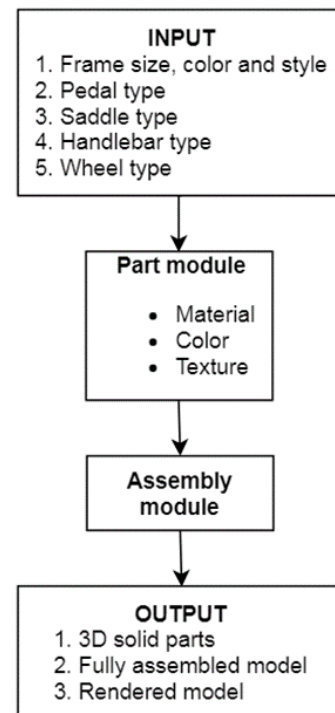 INPUT
1. Frame size, color and style
2. Pedal type
3. Saddle type
4. Handlebar type
5. Wheel type
Part module
• Material
• Color
• Texture
Assembly
module
OUTPUT
1. 3D solid parts
2. Fully assembled model
3. Rendered model